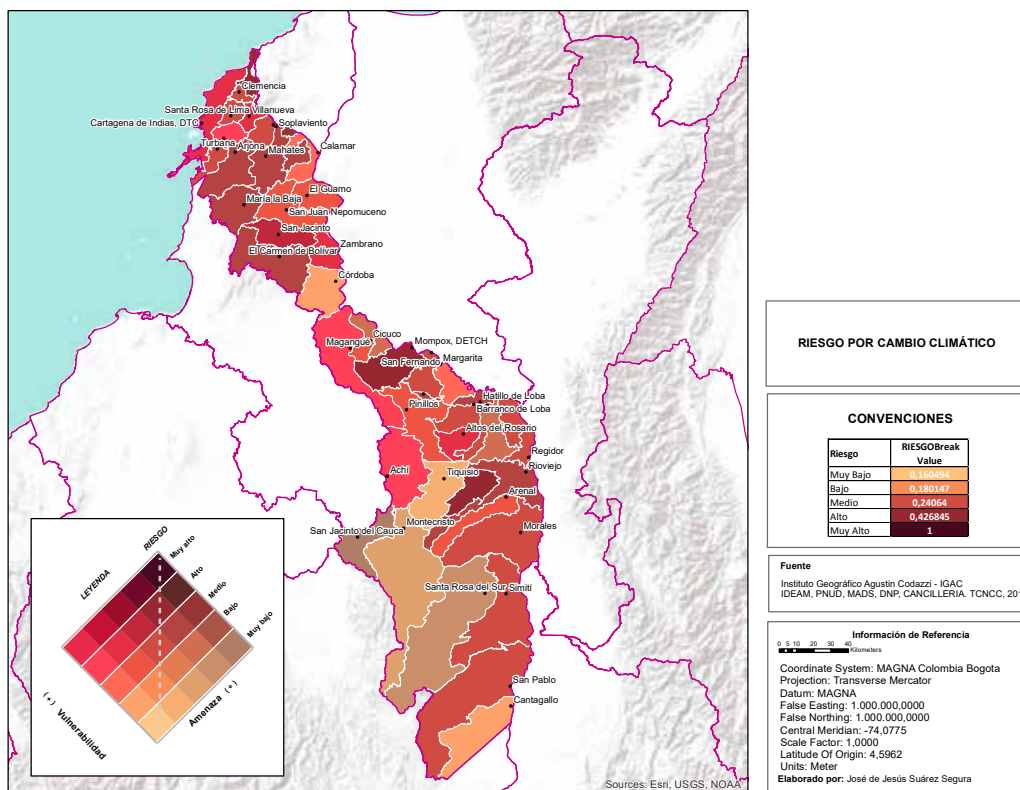 Clemencia
Santa Rosa de Lima Villanueva
Cartagena de Indias, DTC
Soplaviento
Turbana
Arjona
Mahates
Calamar
El Guamo
María la Baja
San Juan Nepomuceno
San Jacinto
Zambrano
El Carmen de Bolívar
Córdoba
Cicuco
Magangué
Mompox, DETCH
Margarita
San Fernando
Hatillo de Loba
Pinillos
Barranco de Loba
Altos del Rosario
Regidor
Achí
Tiquisio
Rioviejo
Arenal
Montecristo
San Jacinto del Cauca
Morales
Santa Rosa del Sur
Simití
San Pablo
Cantagallo
LEYENDA
RIESGO
Muy alto
Alto
Medio
Bajo
Muy bajo
(+) Vulnerabilidad
Amenaza (+)
Sources: Esri, USGS, NOAA
RIESGO POR CAMBIO CLIMÁTICO
CONVENCIONES
Riesgo RIESGOBreak Value
Muy Bajo 0,160494
Bajo 0,180147
Medio 0,24064
Alto 0,426845
Muy Alto 1
Fuente
Instituto Geográfico Agustin Codazzi - IGAC
IDEAM, PNUD, MADS, DNP, CANCILLERIA. TCNCC, 201
Información de Referencia
0 5 10 20 30 40
Kilometers
Coordinate System: MAGNA Colombia Bogota
Projection: Transverse Mercator
Datum: MAGNA
False Easting: 1.000.000,0000
False Northing: 1.000.000,0000
Central Meridian: -74,0775
Scale Factor: 1,0000
Latitude Of Origin: 4,5962
Units: Meter
Elaborado por: José de Jesús Suárez Segura